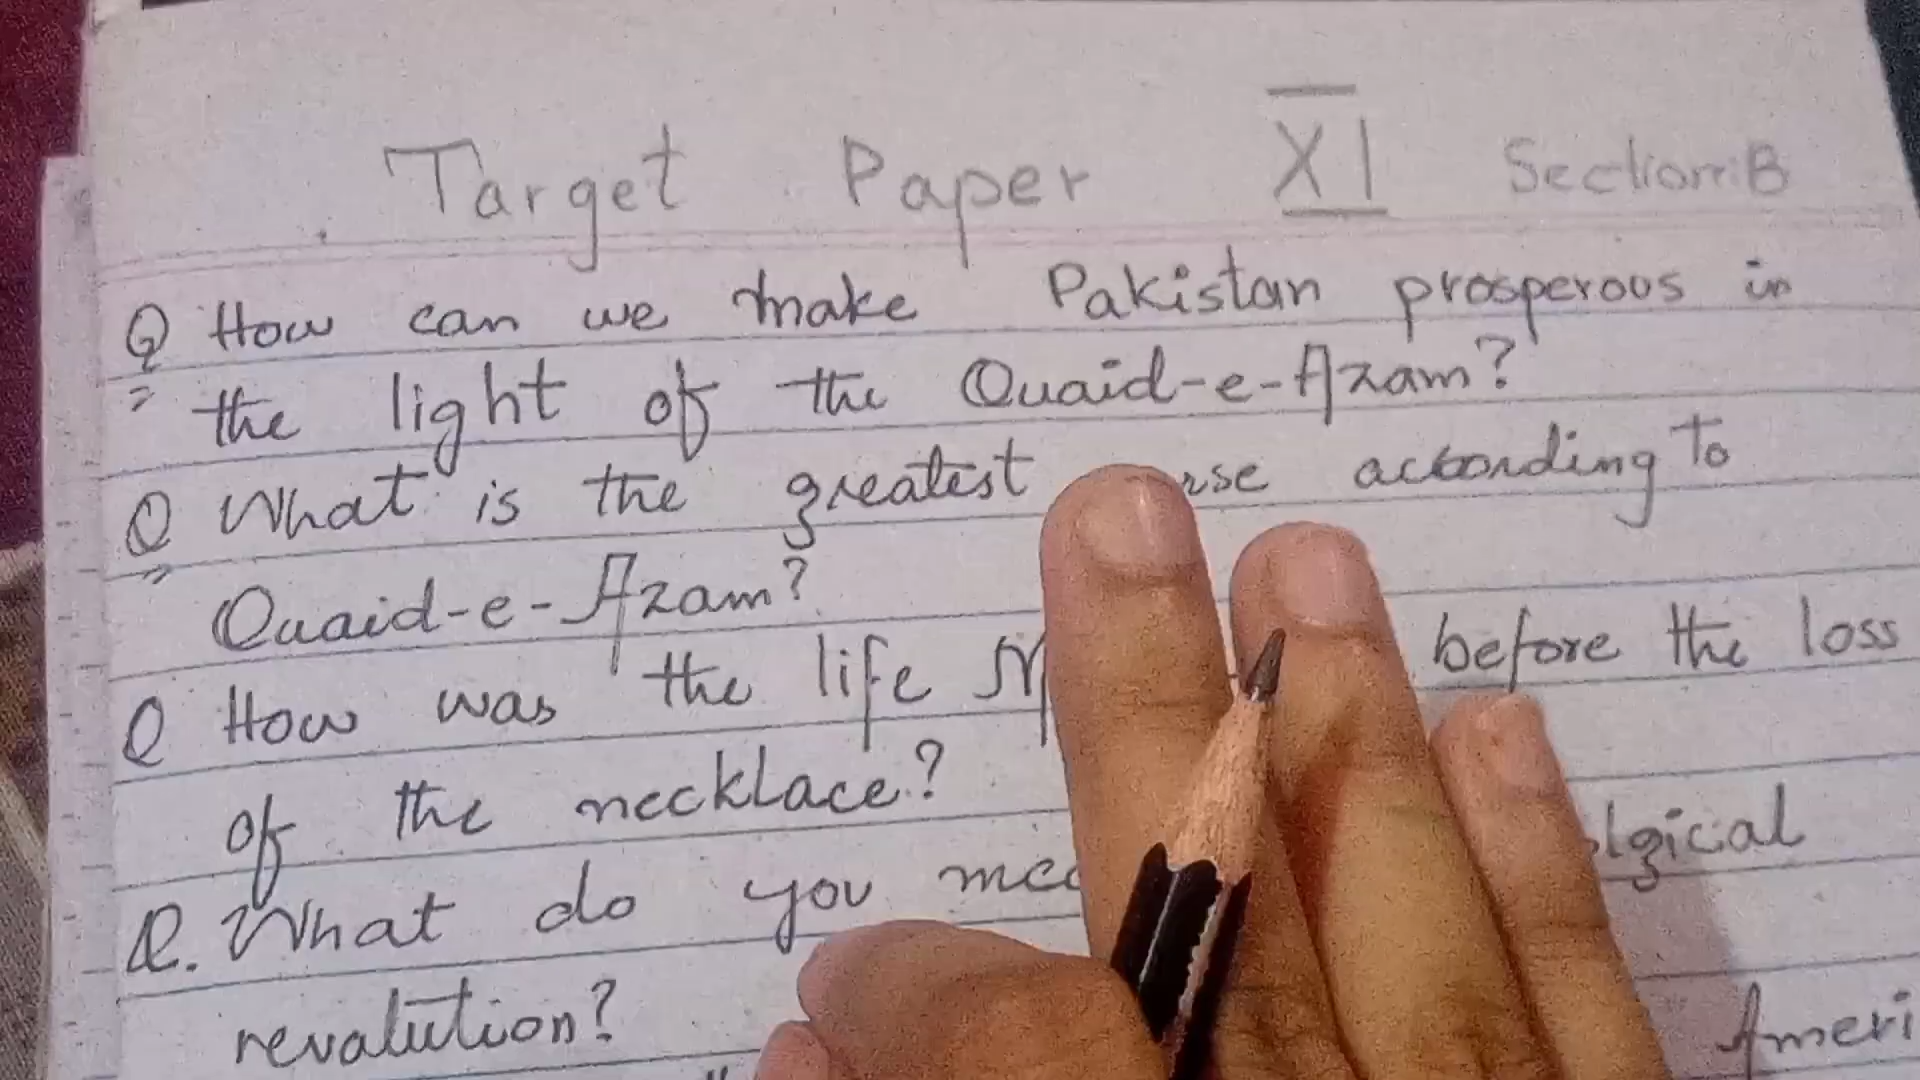 Target Paper XI Section:B
Q How can we make Pakistan prosperous in
the light of the Quaid-e-Azam?
Q What is the greatest according to
Quaid-e-Azam?
Q How was the life before the loss
of the necklace?
Q. What do you
revalution?